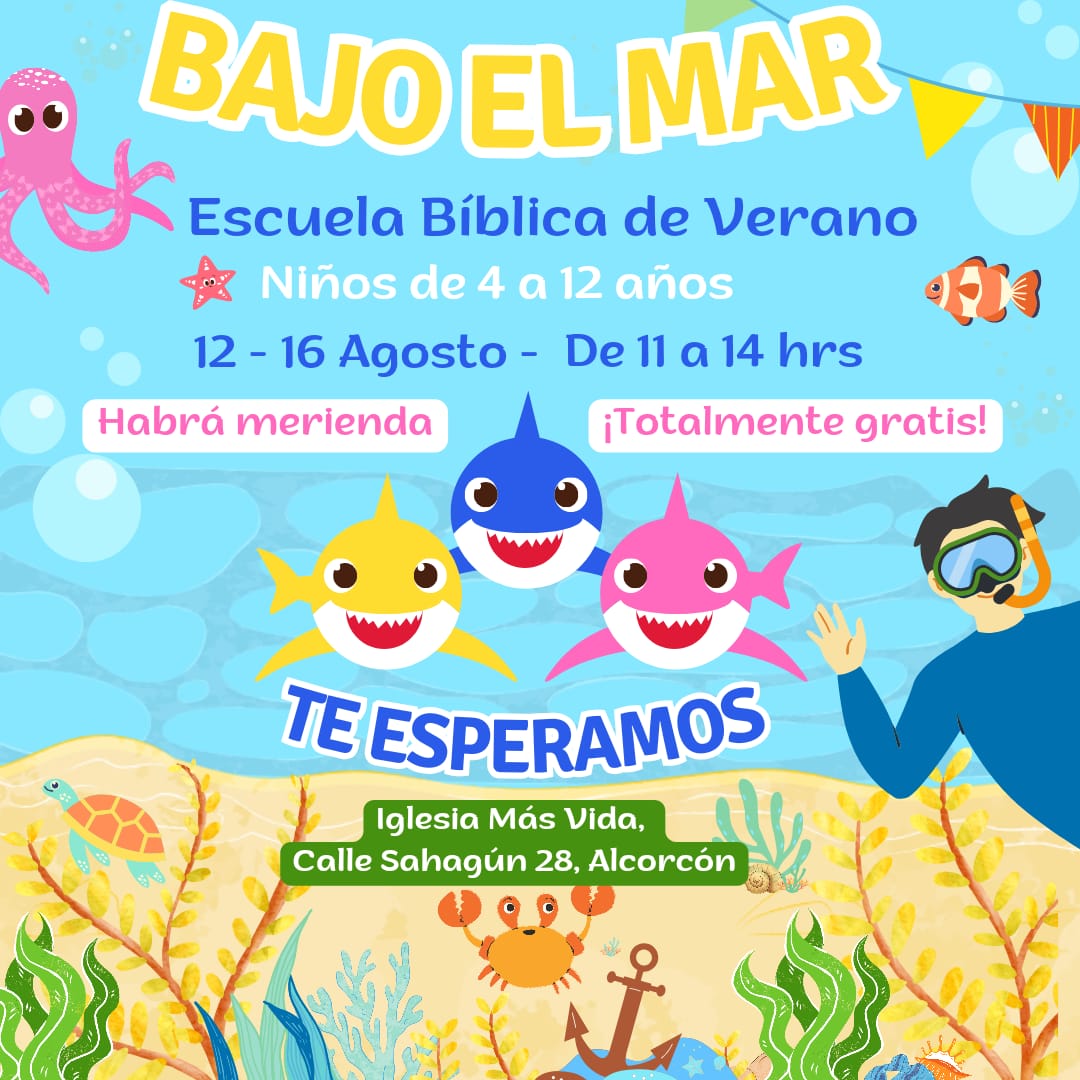 BAJO EL MAR
Escuela Bíblica de Verano
Niños de 4 a 12 años
12 - 16 Agosto - De 11 a 14 hrs
Habrá merienda
¡Totalmente gratis!
TE ESPERAMOS
Iglesia Más Vida,
Calle Sahagún 28, Alcorcón